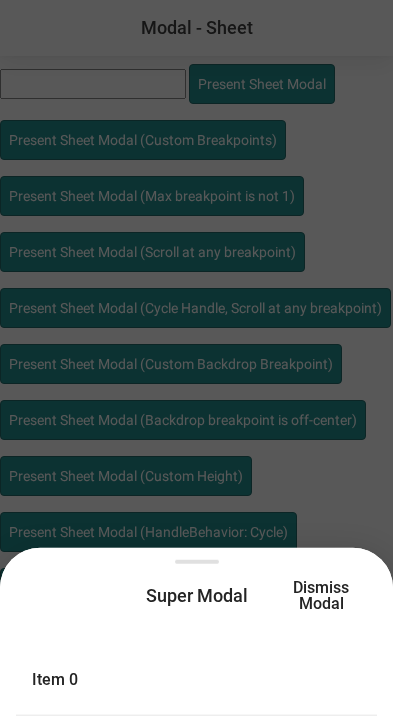 Modal - Sheet
Present Sheet Modal
Present Sheet Modal (Custom Breakpoints)
Present Sheet Modal (Max breakpoint is not 1)
Present Sheet Modal (Scroll at any breakpoint)
Present Sheet Modal (Cycle Handle, Scroll at any breakpoint)
Present Sheet Modal (Custom Backdrop Breakpoint)
Present Sheet Modal (Backdrop breakpoint is off-center)
Present Sheet Modal (Custom Height)
Present Sheet Modal (HandleBehavior: Cycle)
Super Modal
Dismiss
Modal
Item 0